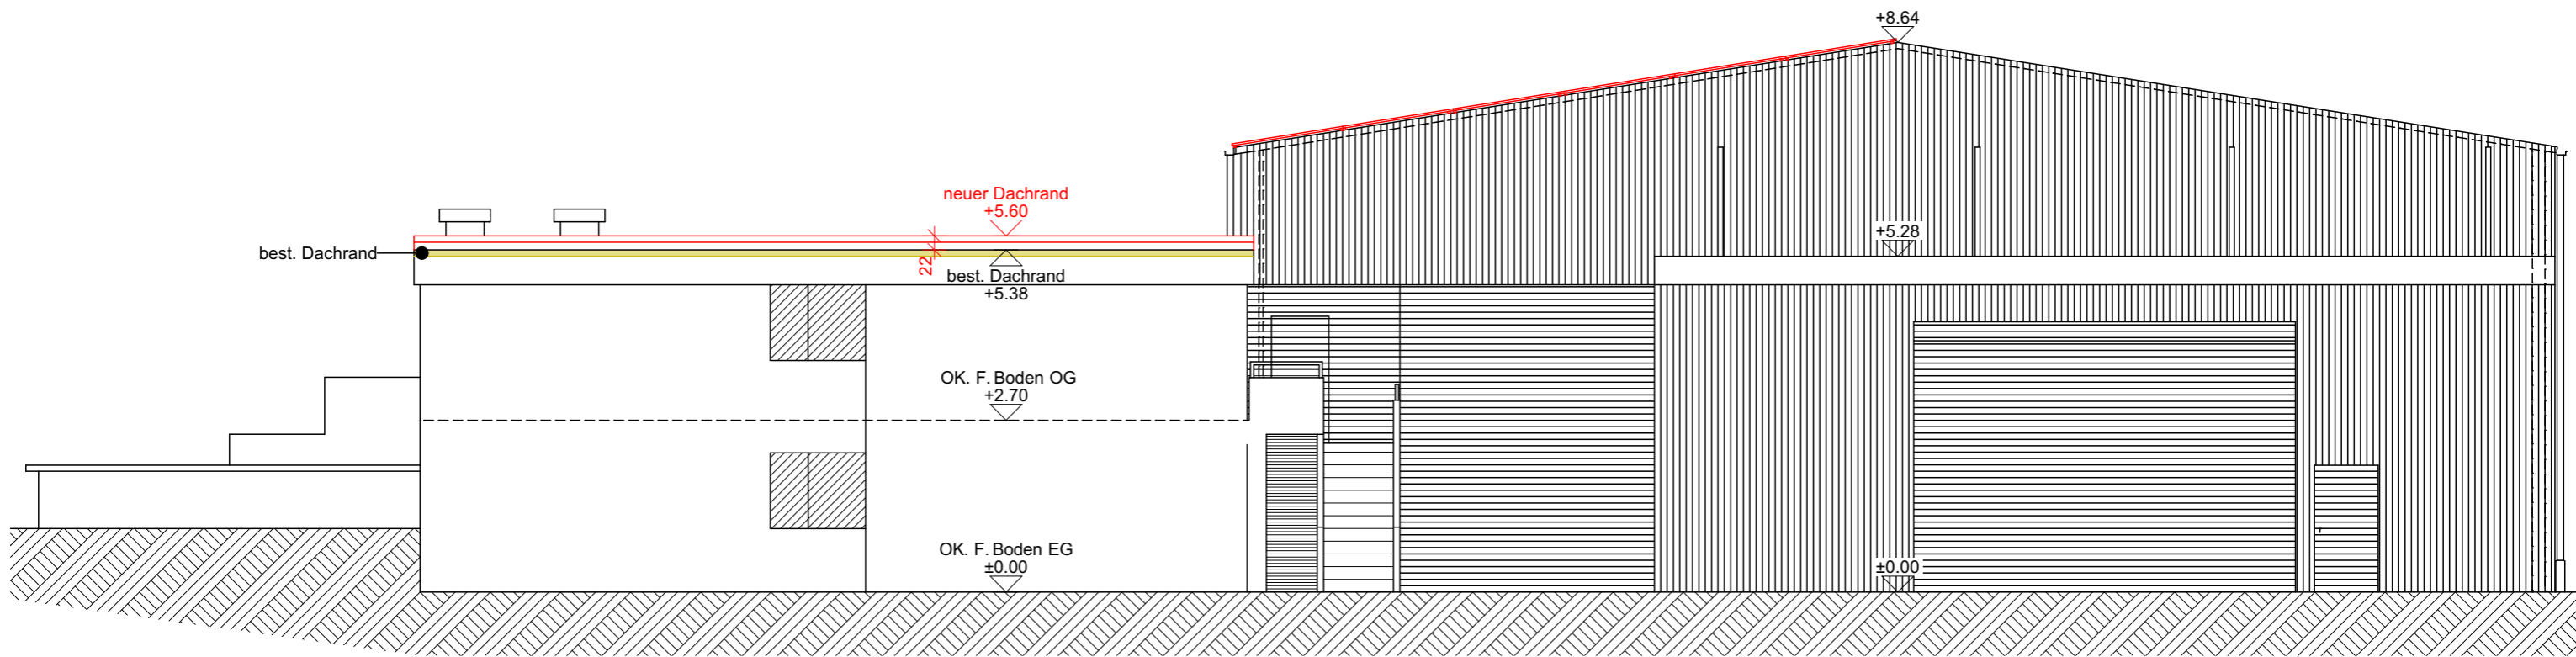 +8.64
neuer Dachrand
+5.60
best. Dachrand
22
best. Dachrand
+5.38
+5.28
OK. F. Boden OG
+2.70
OK. F. Boden EG
±0.00
±0.00